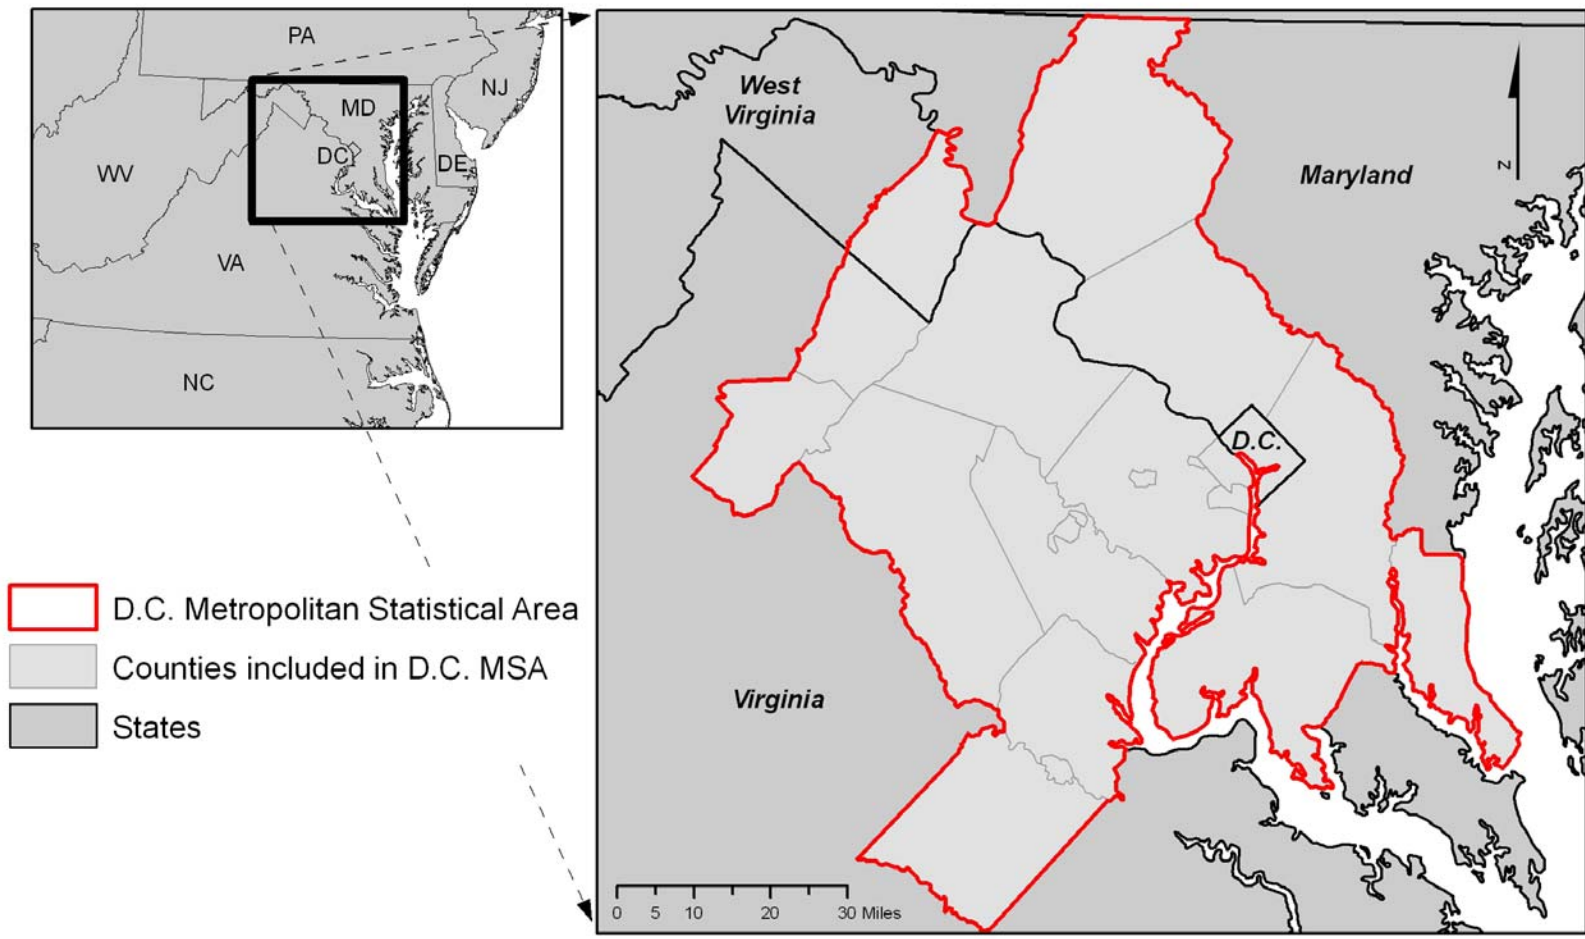 PA
NJ
MD
DC
DE
WV
VA
NC
West
Virginia
Maryland
N
D.C.
Virginia
0 5 10 20 30 Miles
D.C. Metropolitan Statistical Area
Counties included in D.C. MSA
States